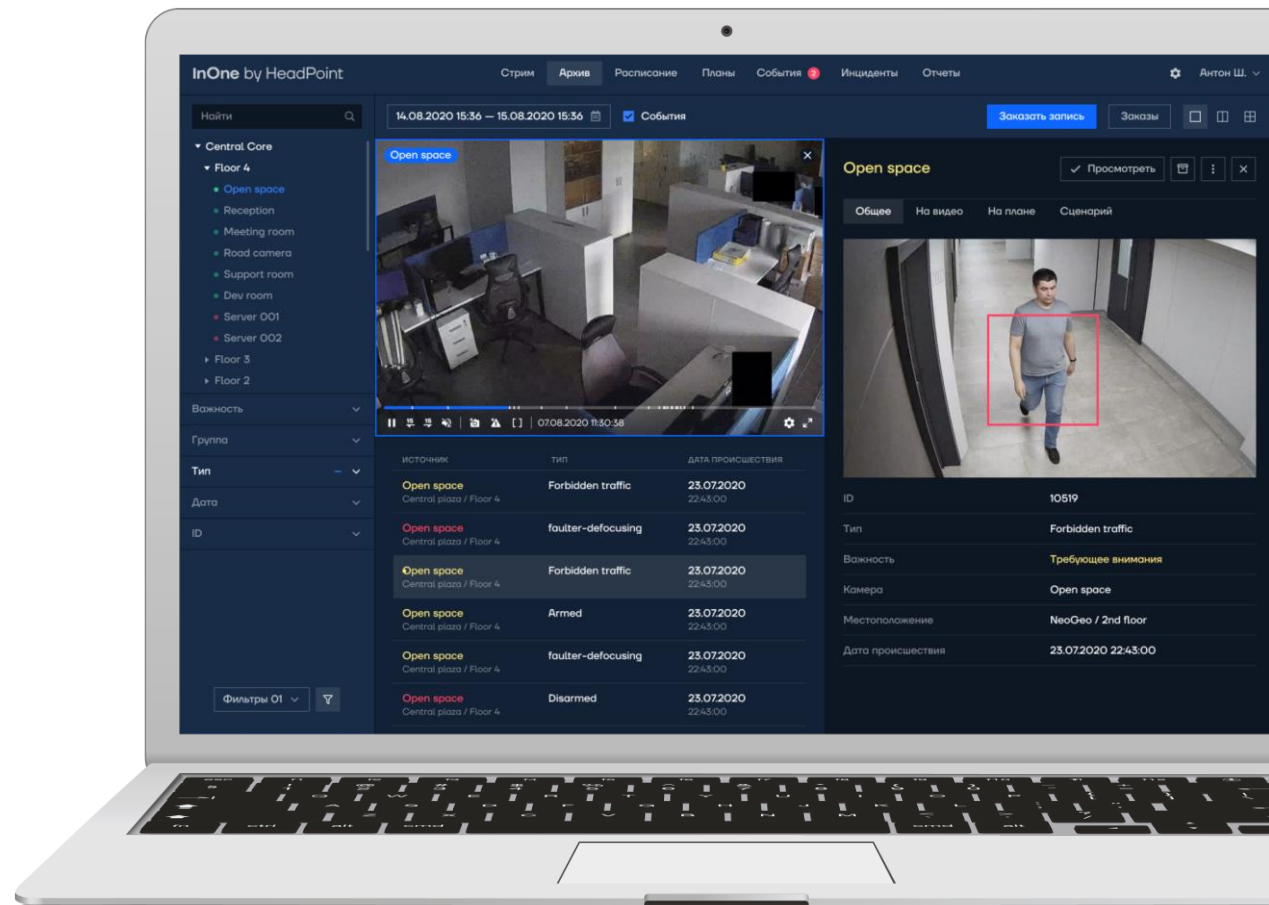 InOne by HeadPoint
Стрим Архив Расписание Планы События 2 Инциденты Отчеты
Антон Ш.
Найти
14.08.2020 15:36 — 15.08.2020 15:36
События
Заказать запись
Заказы
Central Core
Floor 4
Open space
Reception
Meeting room
Road camera
Support room
Dev room
Server 001
Server 002
Floor 3
Floor 2
Важность
Группа
Тип
Дата
ID
Фильтры 01
Open space
15 15
07.08.2020 11:30:38
ИСТОЧНИК ТИП ДАТА ПРОИСШЕСТВИЯ
Open space Forbidden traffic 23.07.2020
Central plaza / Floor 4 22:43:00
Open space faulter-defocusing 23.07.2020
Central plaza / Floor 4 22:43:00
Open space Forbidden traffic 23.07.2020
Central plaza / Floor 4 22:43:00
Open space Armed 23.07.2020
Central plaza / Floor 4 22:43:00
Open space faulter-defocusing 23.07.2020
Central plaza / Floor 4 22:43:00
Open space Disarmed 23.07.2020
Central plaza / Floor 4 22:43:00
Open space
Просмотреть
Общее На видео На плане Сценарий
ID 10519
Тип Forbidden traffic
Важность Требующее внимания
Камера Open space
Местоположение NeoGeo / 2nd floor
Дата происшествия 23.07.2020 22:43:00
fn ctrl alt cmd cmd alt